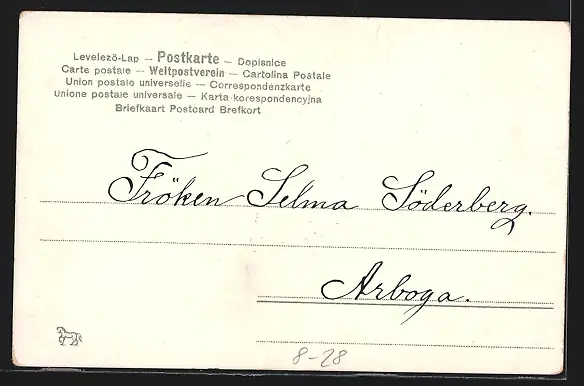 Levelezö-Lap — Postkarte — Dopisnice
Carte postale — Weltpostverein — Cartolina Postale
Union postale universelle — Correspondenzkarte
Unione postale universale — Karta korespondencyjna
Briefkaart Postcard Brefkort
Fröken Selma Söderberg.
Arboga.
8-28